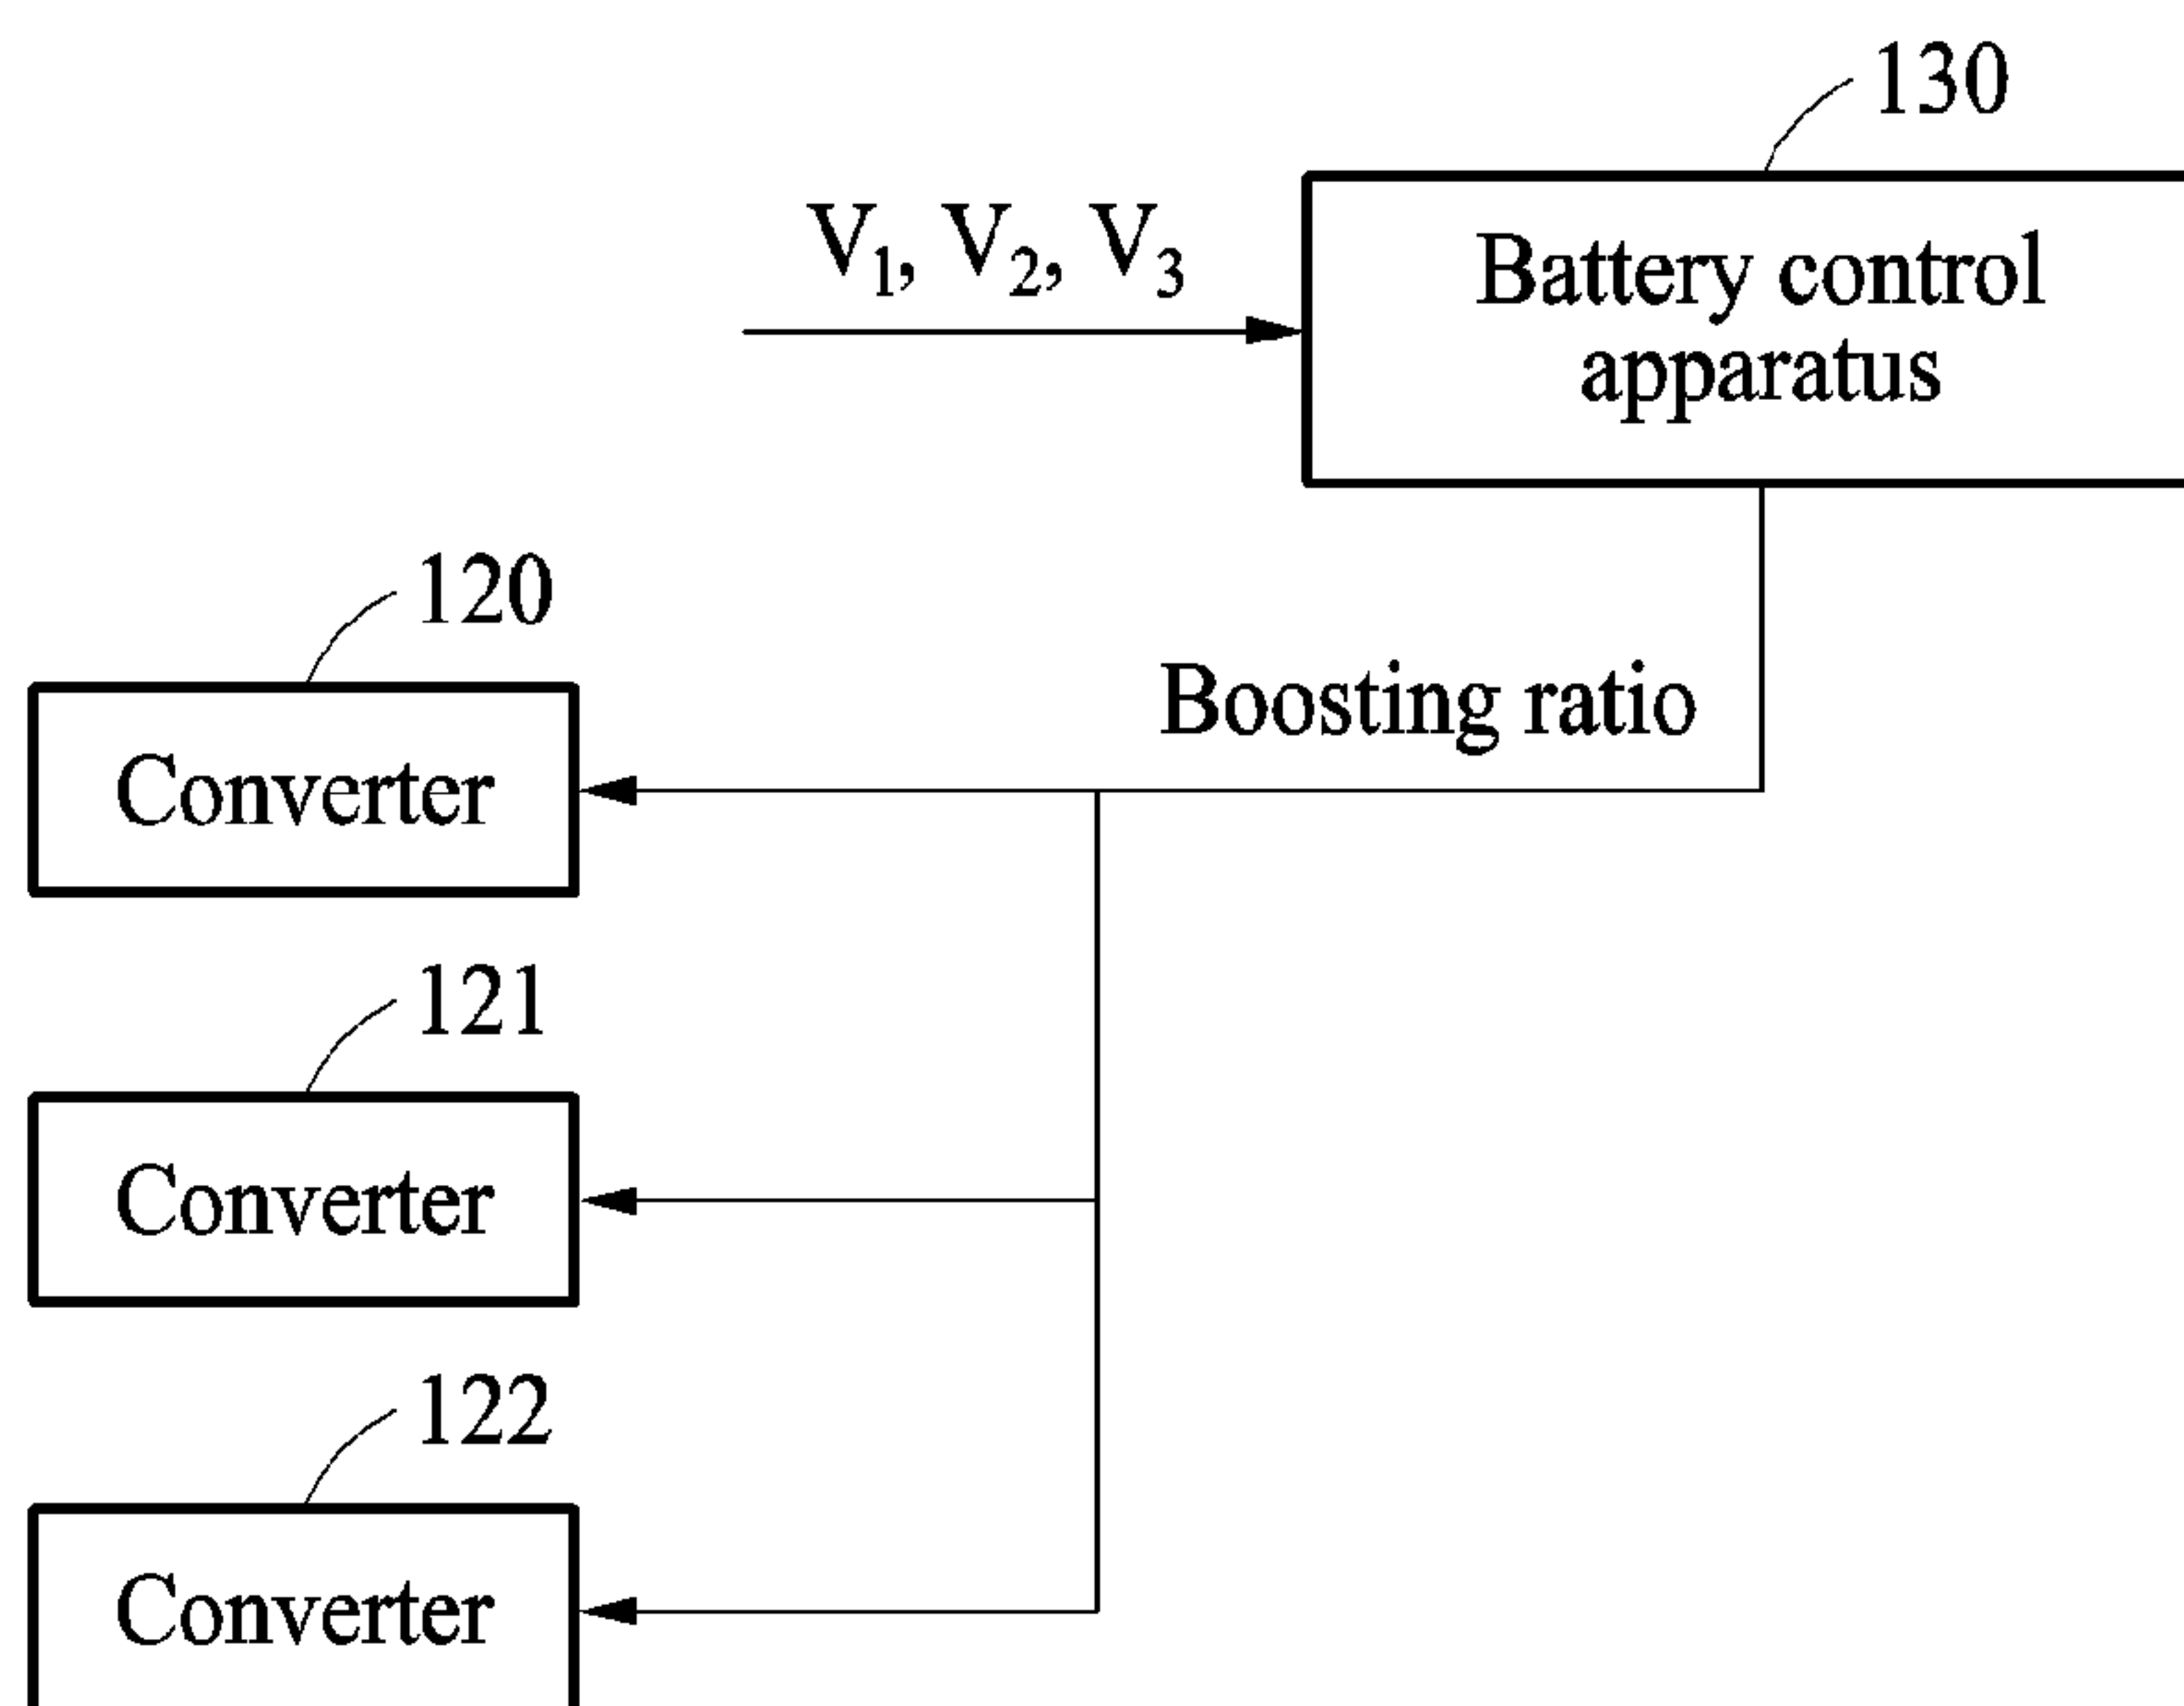 130
V1, V2, V3
Battery control
apparatus
120
Boosting ratio
Converter
121
Converter
122
Converter